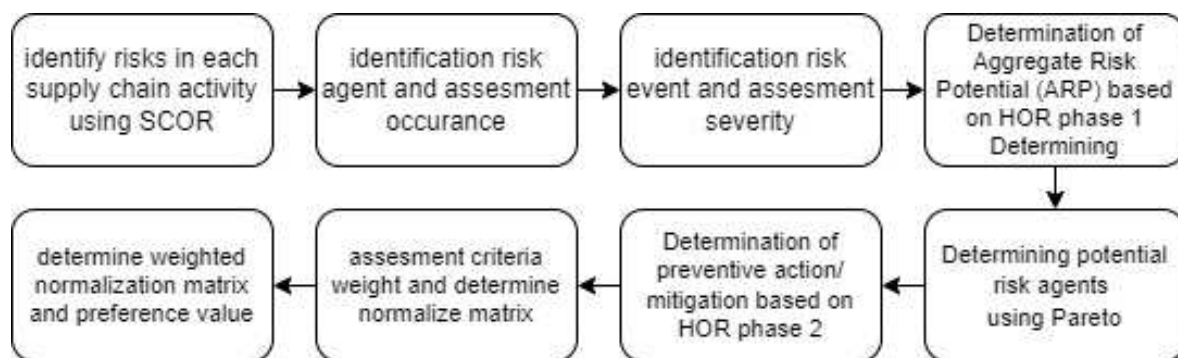 identify risks in each
supply chain activity
using SCOR
identification risk
agent and assesment
occurance
identification risk
event and assesment
severity
Determination of
Aggregate Risk
Potential (ARP) based
on HOR phase 1
Determining
Determining potential
risk agents
using Pareto
Determination of
preventive action/
mitigation based on
HOR phase 2
assesment criteria
weight and determine
normalize matrix
determine weighted
normalization matrix
and preference value